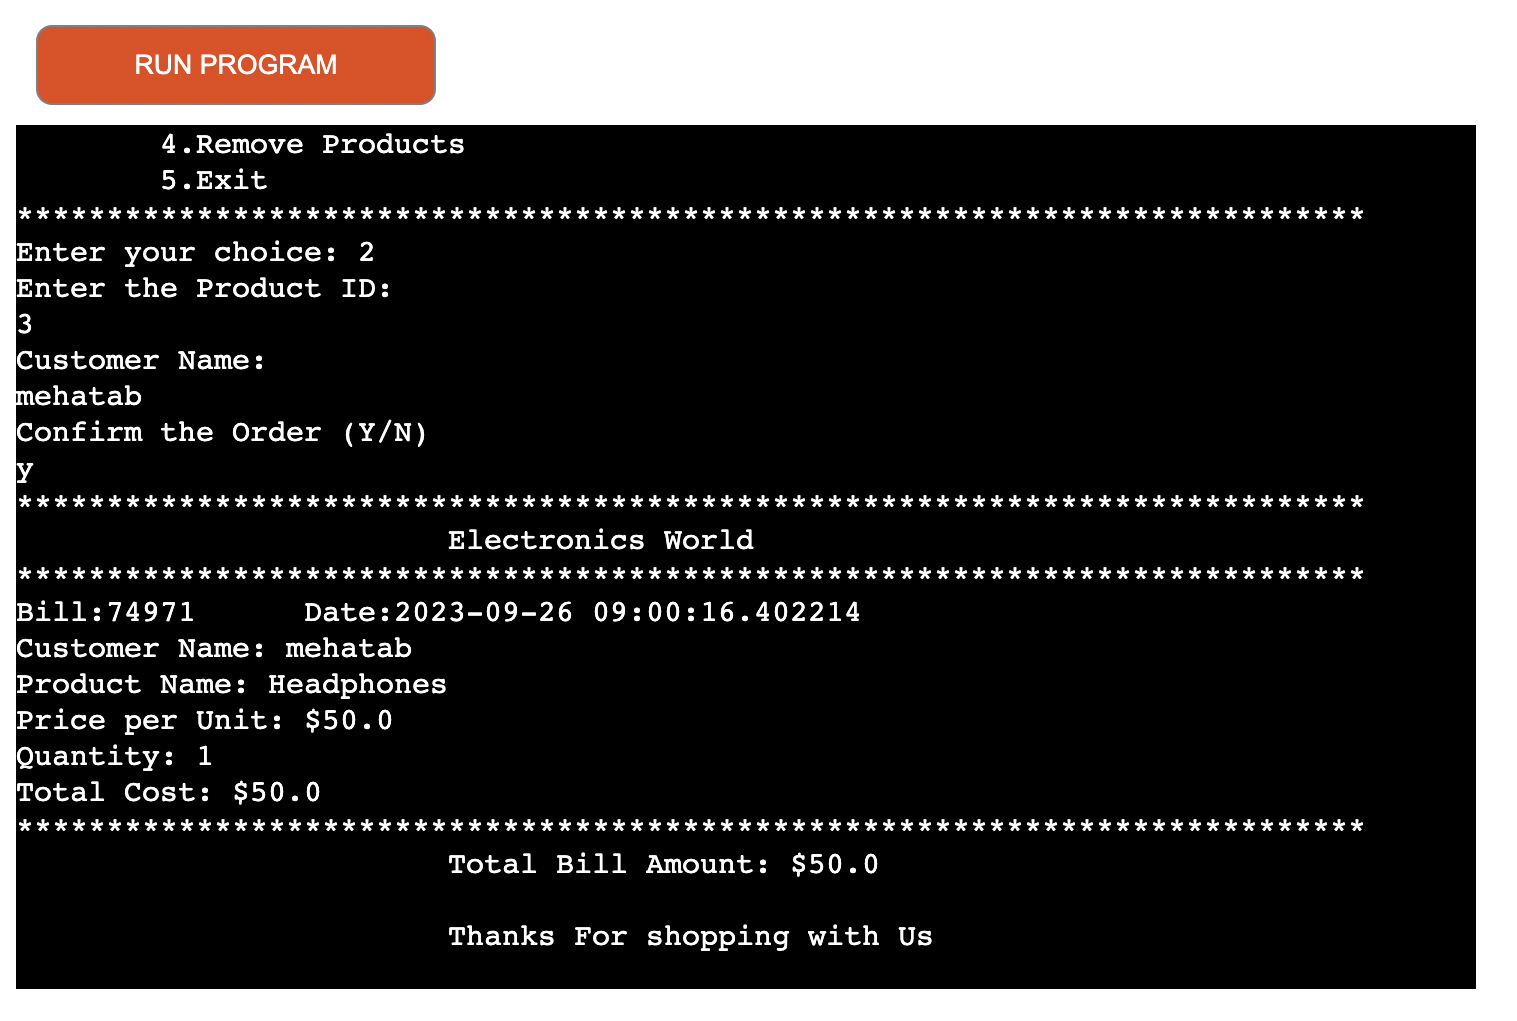 RUN PROGRAM
4.Remove Products
5.Exit
***************************************************************************
Enter your choice: 2
Enter the Product ID:
3
Customer Name:
mehatab
Confirm the Order (Y/N)
y
***************************************************************************
Electronics World
***************************************************************************
Bill:74971      Date:2023-09-26 09:00:16.402214
Customer Name: mehatab
Product Name: Headphones
Price per Unit: $50.0
Quantity: 1
Total Cost: $50.0
***************************************************************************
Total Bill Amount: $50.0
Thanks For shopping with Us